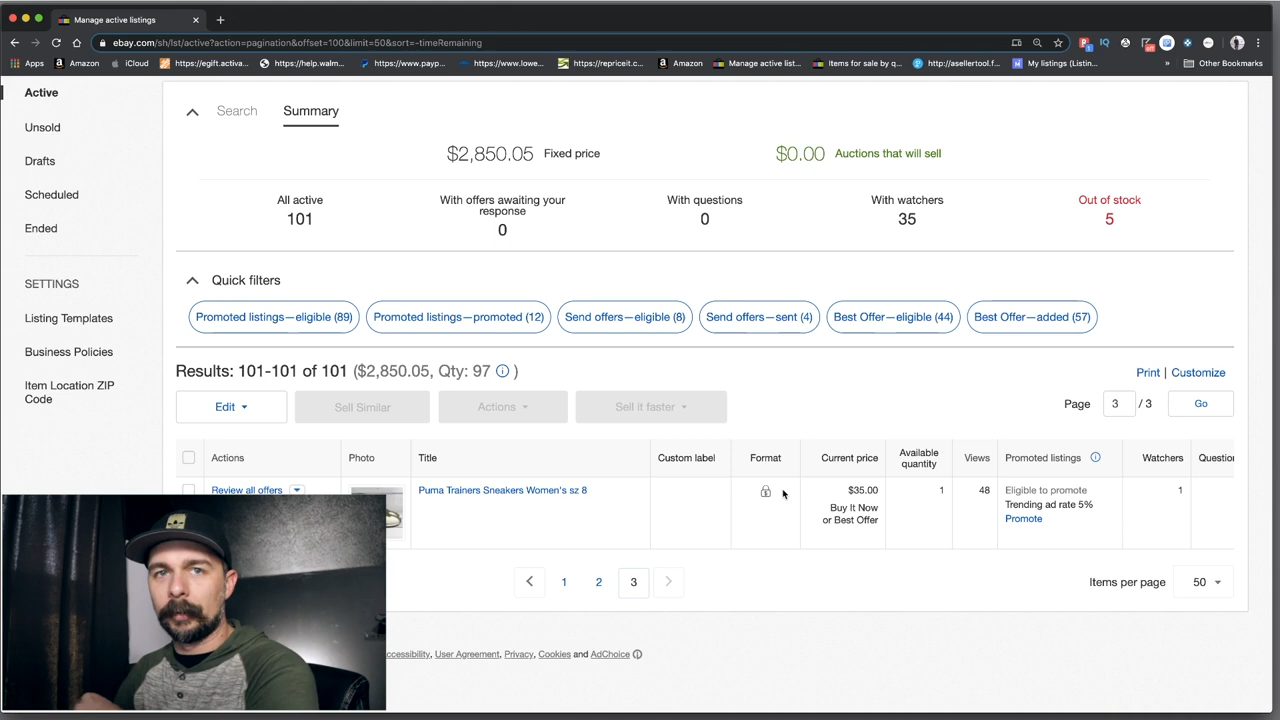 Manage active listings
ebay.com/sh/lst/active?action=pagination&offset=100&limit=50&sort=-timeRemaining
Apps Amazon iCloud https://egift.activa... https://help.walm... https://www.payp... https://www.lowe... https://repriceit.c... Amazon Manage active list... Items for sale by q... http://asellertool.f... My listings (Listin... » Other Bookmarks
Active
Unsold
Drafts
Scheduled
Ended
SETTINGS
Listing Templates
Business Policies
Item Location ZIP
Code
Search Summary
$2,850.05 Fixed price $0.00 Auctions that will sell
All active
101
With offers awaiting your
response
0
With questions
0
With watchers
35
Out of stock
5
Quick filters
Promoted listings—eligible (89) Promoted listings—promoted (12) Send offers—eligible (8) Send offers—sent (4) Best Offer—eligible (44) Best Offer—added (57)
Results: 101-101 of 101 ($2,850.05, Qty: 97 )
Print | Customize
Edit Sell Similar Actions Sell it faster
Page 3 / 3 Go
Actions Photo Title Custom label Format Current price Available
quantity Views Promoted listings Watchers Question
Review all offers Puma Trainers Sneakers Women's sz 8 $35.00 1 48 Eligible to promote 1
Buy It Now
or Best Offer
Trending ad rate 5%
Promote
1 2 3
Items per page 50
ccessibility, User Agreement, Privacy, Cookies and AdChoice